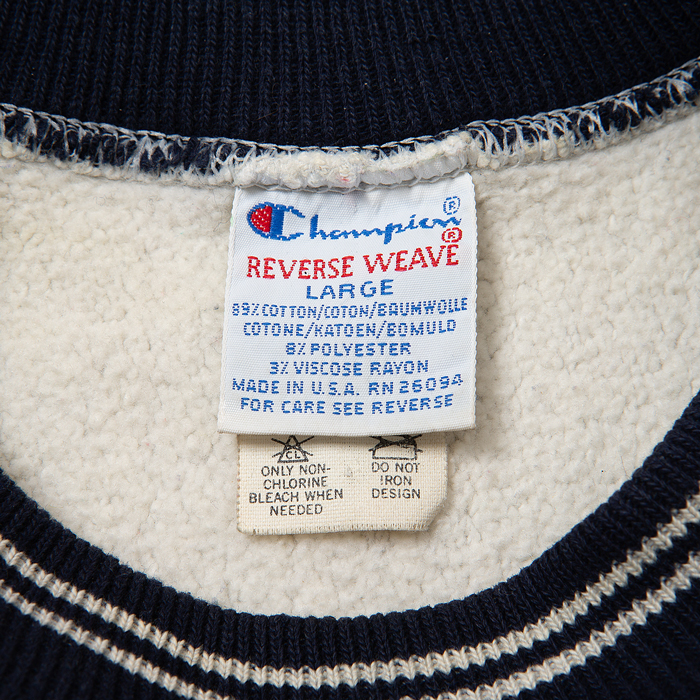 Champion®
REVERSE WEAVE®
LARGE
89% COTTON/COTON/BAUMWOLLE
COTONE/KATOEN/BOMULD
8% POLYESTER
3% VISCOSE RAYON
MADE IN U.S.A. RN 26094
FOR CARE SEE REVERSE
CL
ONLY NON-
CHLORINE
BLEACH WHEN
NEEDED
DO NOT
IRON
DESIGN